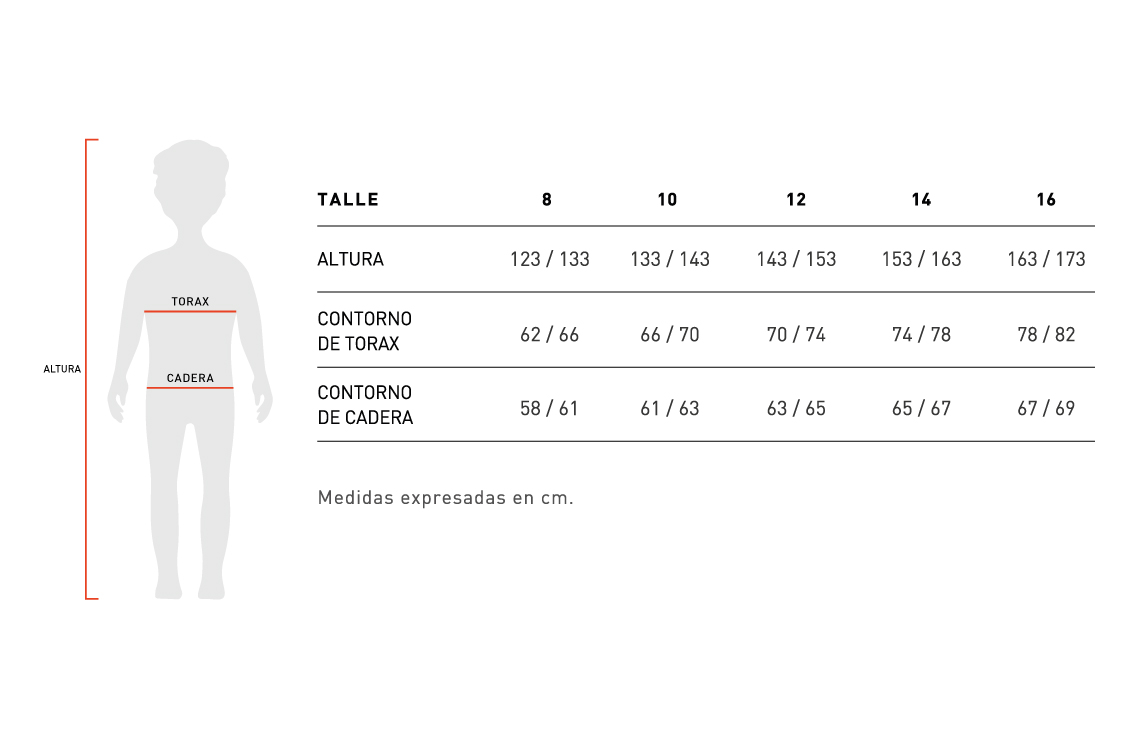 TORAX
CADERA
ALTURA
TALLE 8 10 12 14 16
ALTURA 123 / 133 133 / 143 143 / 153 153 / 163 163 / 173
CONTORNO
DE TORAX 62 / 66 66 / 70 70 / 74 74 / 78 78 / 82
CONTORNO
DE CADERA 58 / 61 61 / 63 63 / 65 65 / 67 67 / 69
Medidas expresadas en cm.